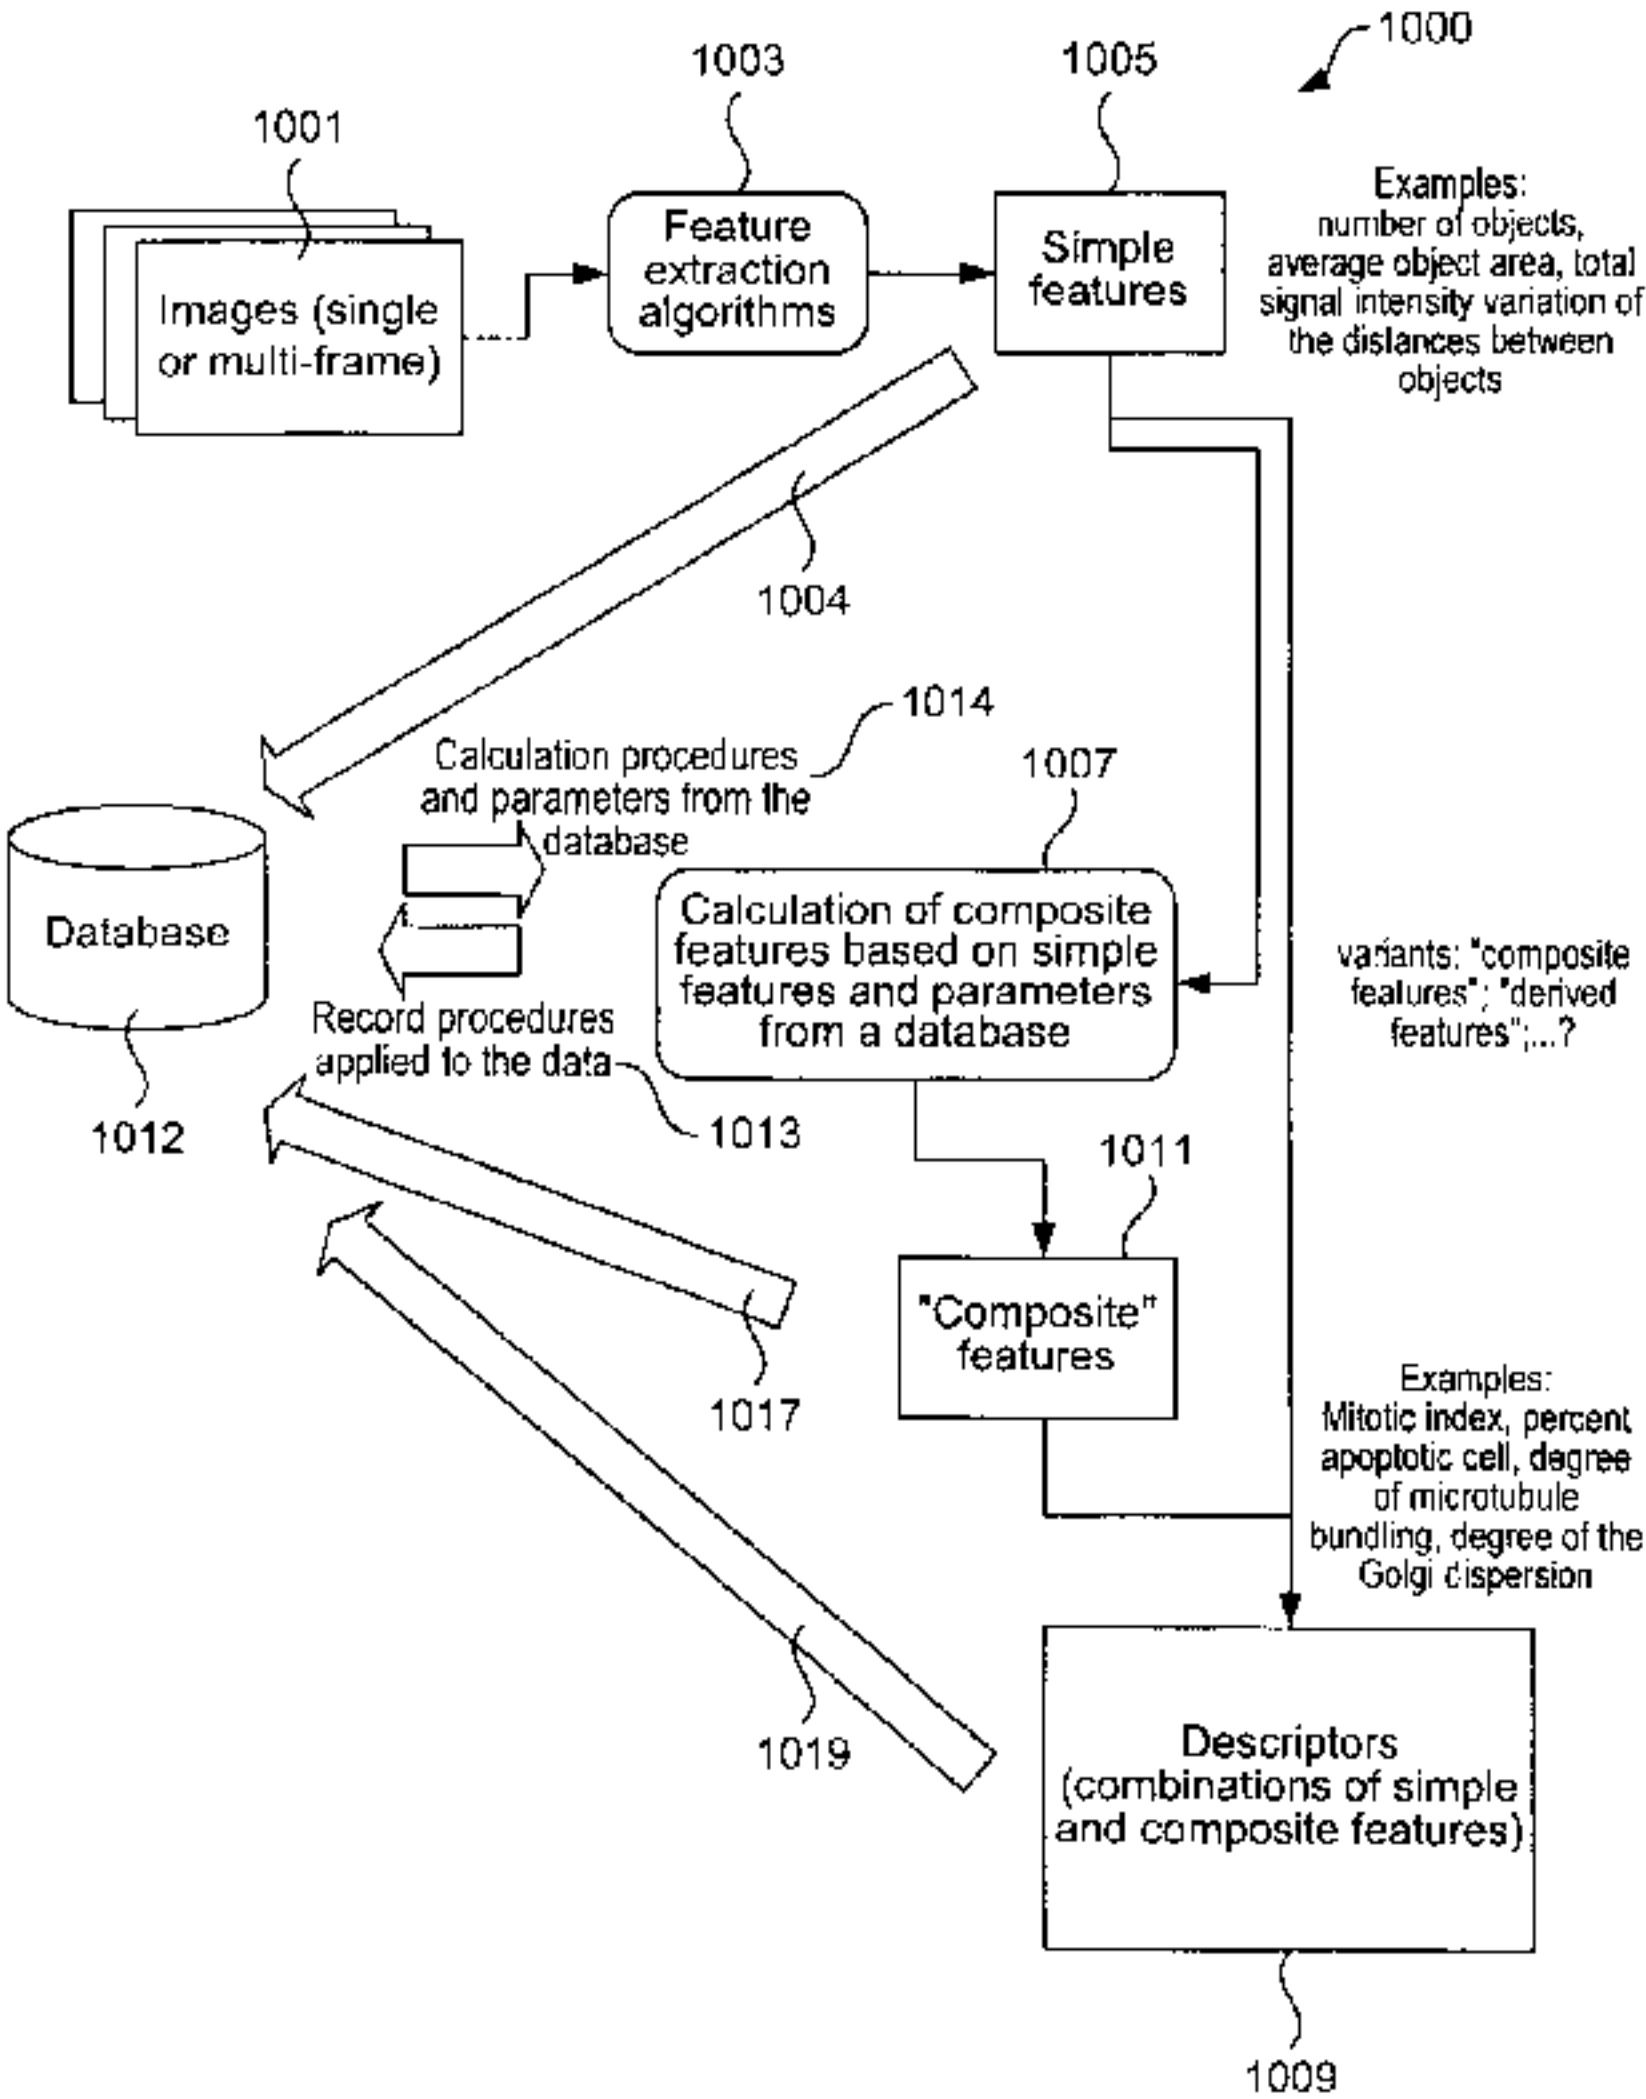 1000
1003
1005
1001
Images (single
or multi-frame)
Feature
extraction
algorithms
Simple
features
Examples:
number of objects,
average object area, total
signal intensity variation of
the dislances between
objects
1004
1014
Calculation procedures
and parameters from the
database
1007
Database
Calculation of composite
features based on simple
features and parameters
from a database
variants: "composite
features"; "derived
features";...?
Record procedures
applied to the data
1012
1013
1011
"Composite"
features
1017
Examples:
Mitotic index, percent
apoptotic cell, degree
of microtubule
bundling, degree of the
Golgi dispersion
1019
Descriptors
(combinations of simple
and composite features)
1009